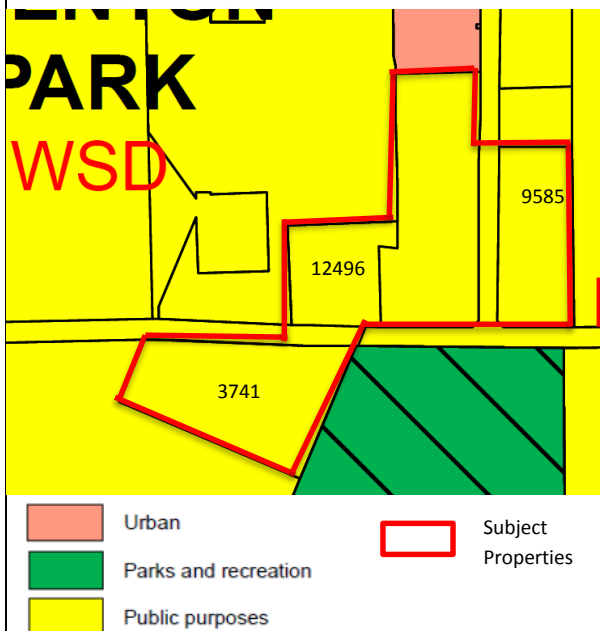 PARK
WSD
9585
12496
3741
Urban
Parks and recreation
Public purposes
Subject
Properties